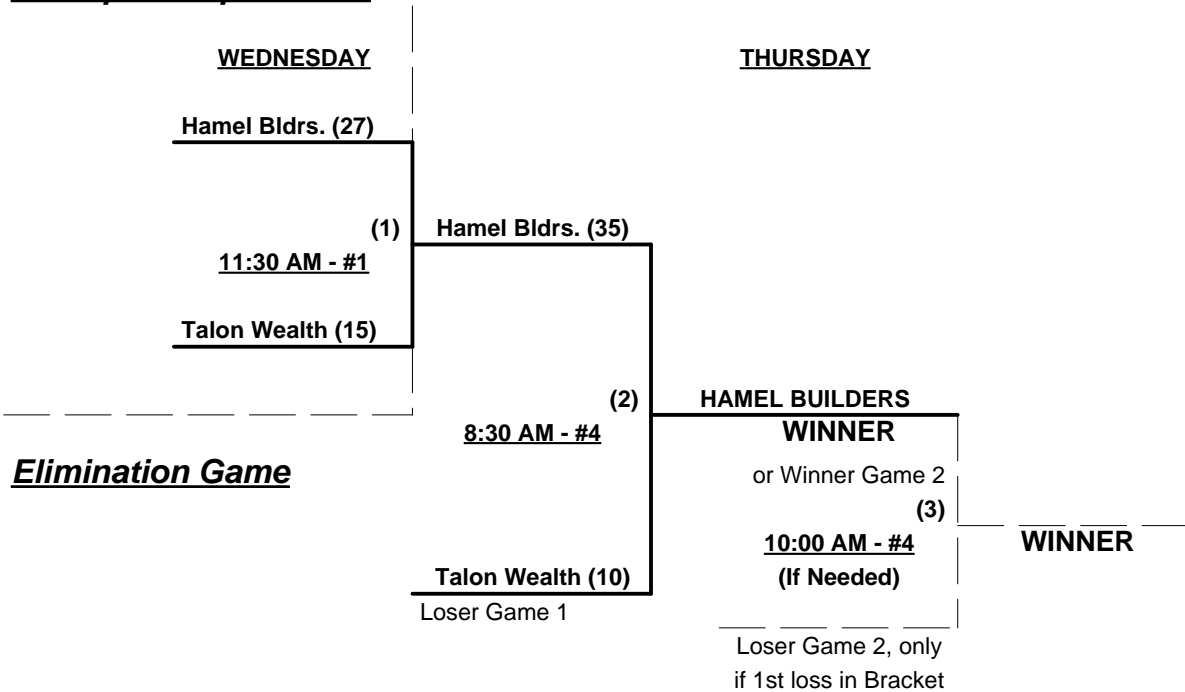 WEDNESDAY
THURSDAY
Hamel Bldrs. (27)
(1)
Hamel Bldrs. (35)
11:30 AM - #1
Talon Wealth (15)
(2)
HAMEL BUILDERS
8:30 AM - #4
WINNER
Elimination Game
or Winner Game 2
(3)
10:00 AM - #4
WINNER
(If Needed)
Talon Wealth (10)
Loser Game 1
Loser Game 2, only
if 1st loss in Bracket